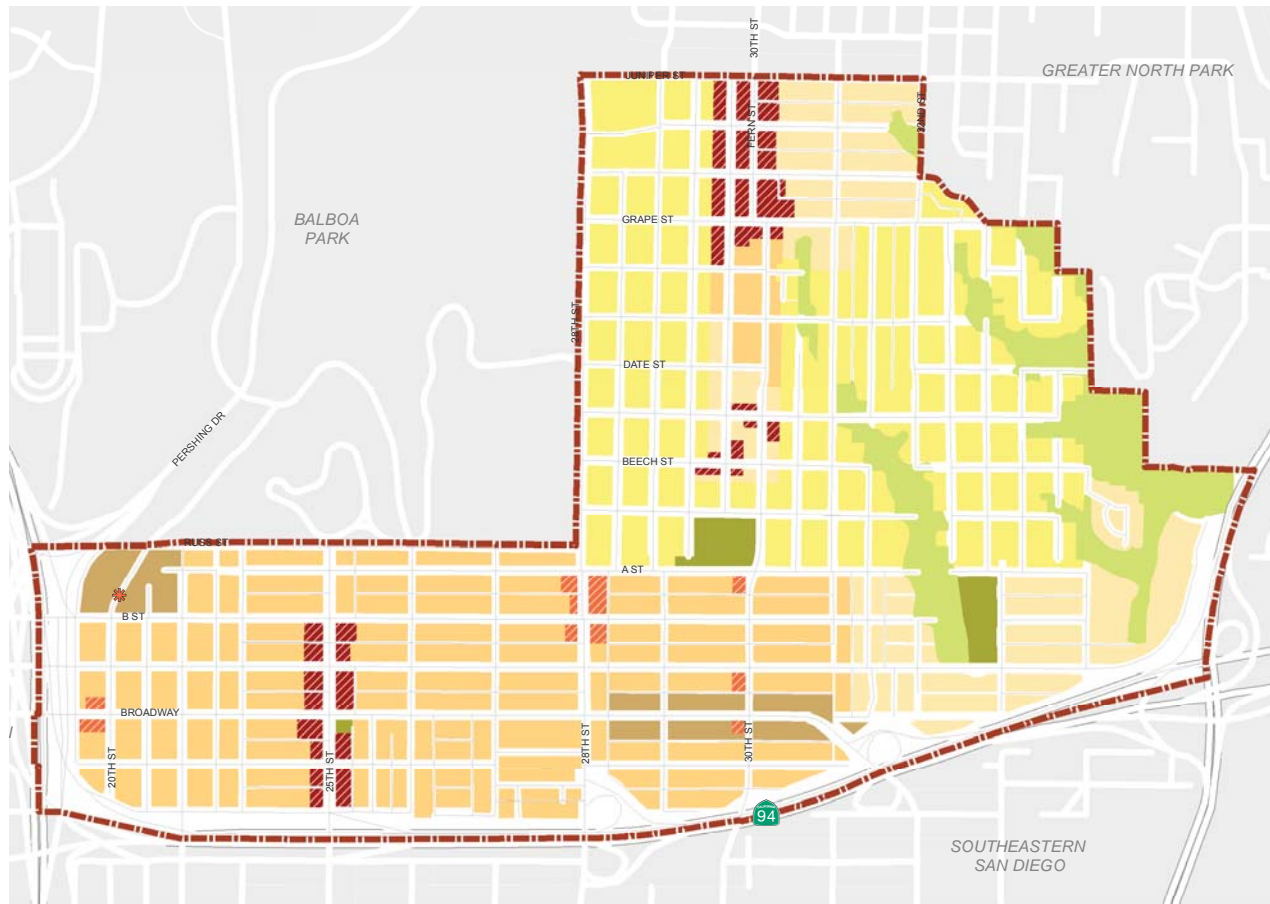 30TH ST
GREATER NORTH PARK
JUNIPER ST
FERN ST
32ND ST
BALBOA
PARK
GRAPE ST
28TH ST
DATE ST
PERSHING DR
BEECH ST
RUSS ST
A ST
B ST
BROADWAY
20TH ST
25TH ST
28TH ST
30TH ST
CALIFORNIA
94
SOUTHEASTERN
SAN DIEGO